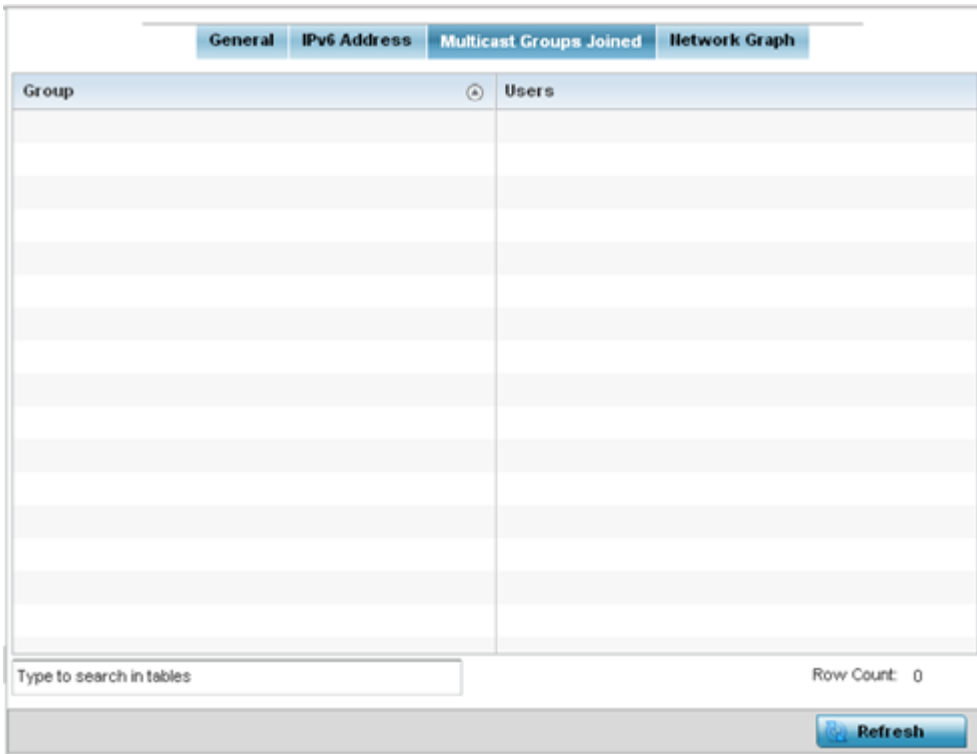 General IPv6 Address Multicast Groups Joined Network Graph
Group Users
Type to search in tables Row Count: 0
Refresh